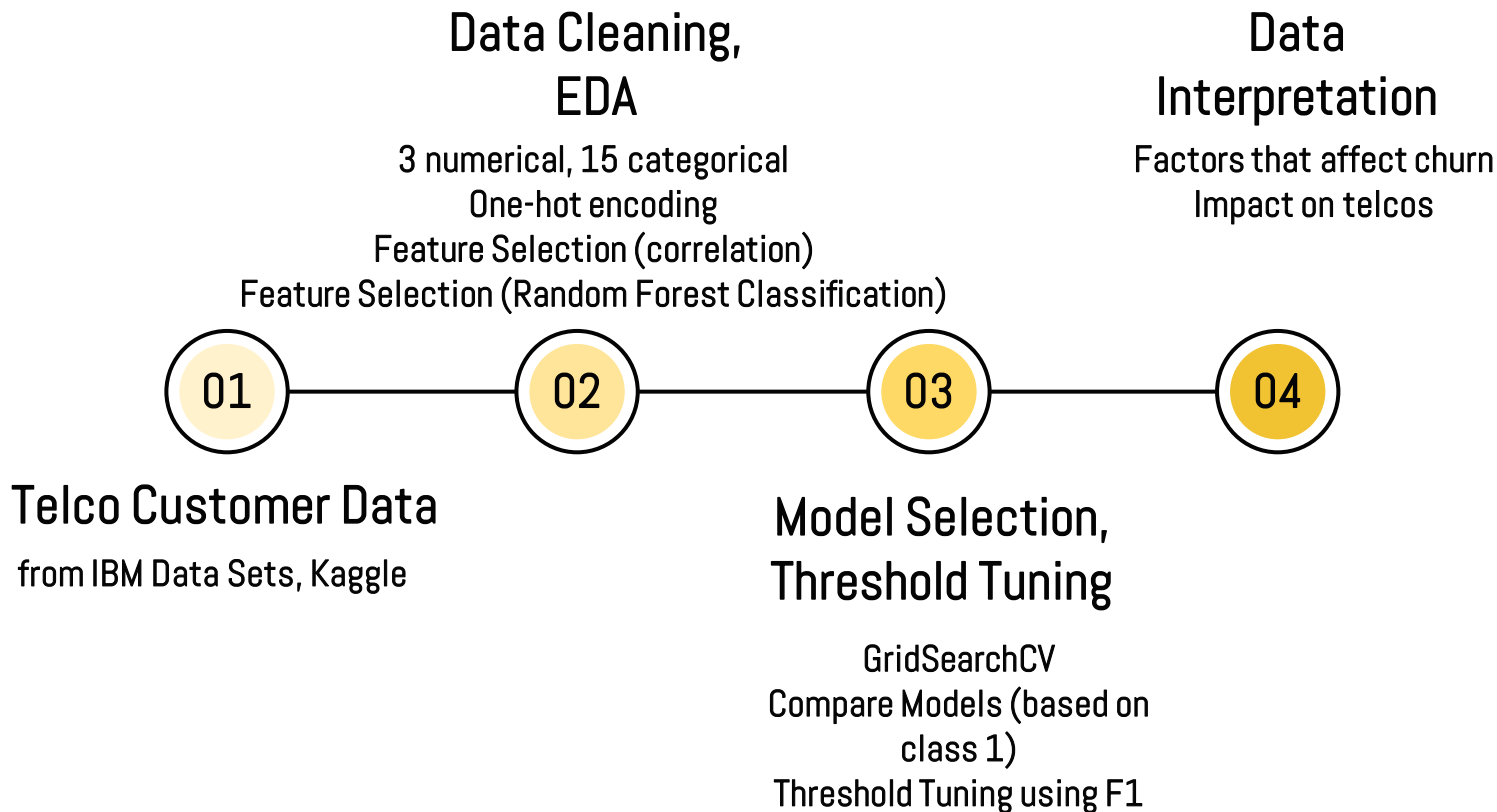 Data Cleaning,
EDA
3 numerical, 15 categorical
One-hot encoding
Feature Selection (correlation)
Feature Selection (Random Forest Classification)
Data
Interpretation
Factors that affect churn
Impact on telcos
01
02
03
04
Telco Customer Data
from IBM Data Sets, Kaggle
Model Selection,
Threshold Tuning
GridSearchCV
Compare Models (based on
class 1)
Threshold Tuning using F1